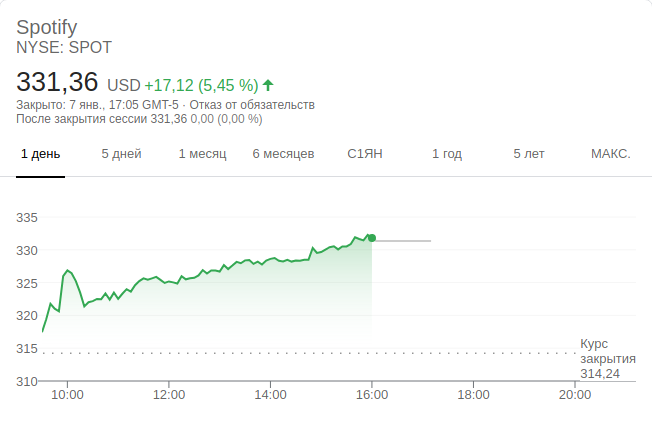 Spotify
NYSE: SPOT
331,36 USD +17,12 (5,45 %)
Закрыто: 7 янв., 17:05 GMT-5 · Отказ от обязательств
После закрытия сессии 331,36 0,00 (0,00 %)
1 день 5 дней 1 месяц 6 месяцев С1ЯН 1 год 5 лет МАКС.
335
330
325
320
315
310
Курс
закрытия
314,24
10:00 12:00 14:00 16:00 18:00 20:00